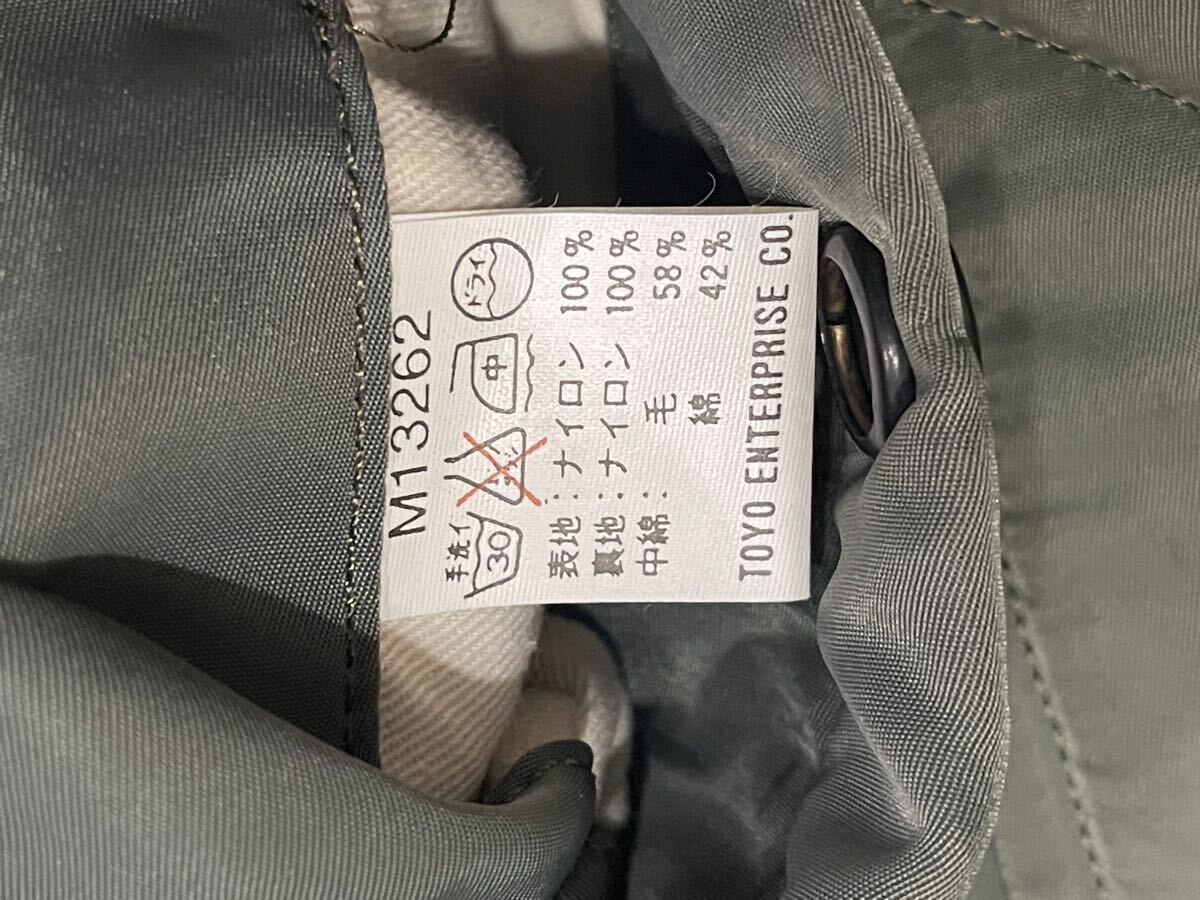 M13262
手洗イ
30
中
ドライ
表地:ナイロン 100%
裏地:ナイロン 100%
中綿: 毛 58%
綿 42%
TOYO ENTERPRISE CO.